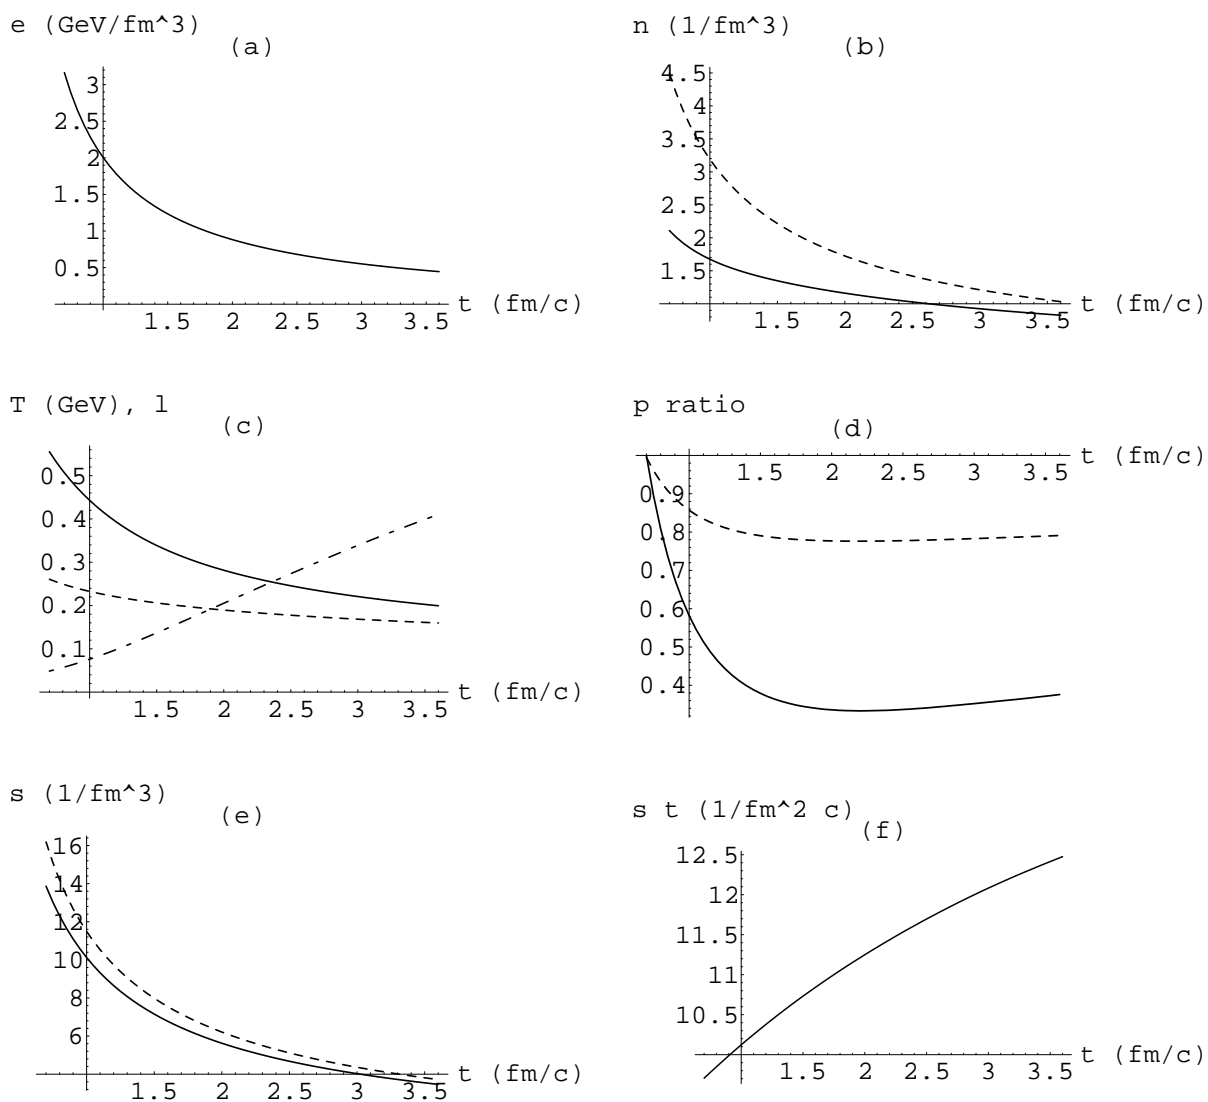 e (GeV/fm^3)
(a)
3
2.5
2
1.5
1
0.5
1.5 2 2.5 3 3.5
t (fm/c)
n (1/fm^3)
(b)
4.5
4
3.5
3
2.5
2
1.5
1.5 2 2.5 3 3.5
t (fm/c)
T (GeV), l
(c)
0.5
0.4
0.3
0.2
0.1
1.5 2 2.5 3 3.5
t (fm/c)
p ratio
(d)
t (fm/c)
1.5 2 2.5 3 3.5
0.9
0.8
0.7
0.6
0.5
0.4
s (1/fm^3)
(e)
16
14
12
10
8
6
1.5 2 2.5 3 3.5
t (fm/c)
s t (1/fm^2 c)
(f)
12.5
12
11.5
11
10.5
1.5 2 2.5 3 3.5
t (fm/c)